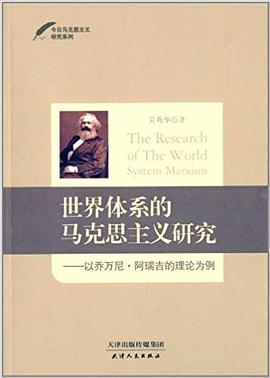 今日马克思主义
研究系列
吴苑华◎著
The Research
of The World
System Marxism
世界体系的
马克思主义研究
——以乔万尼·阿瑞吉的理论为例
天津出版传媒集团
天津人民出版社